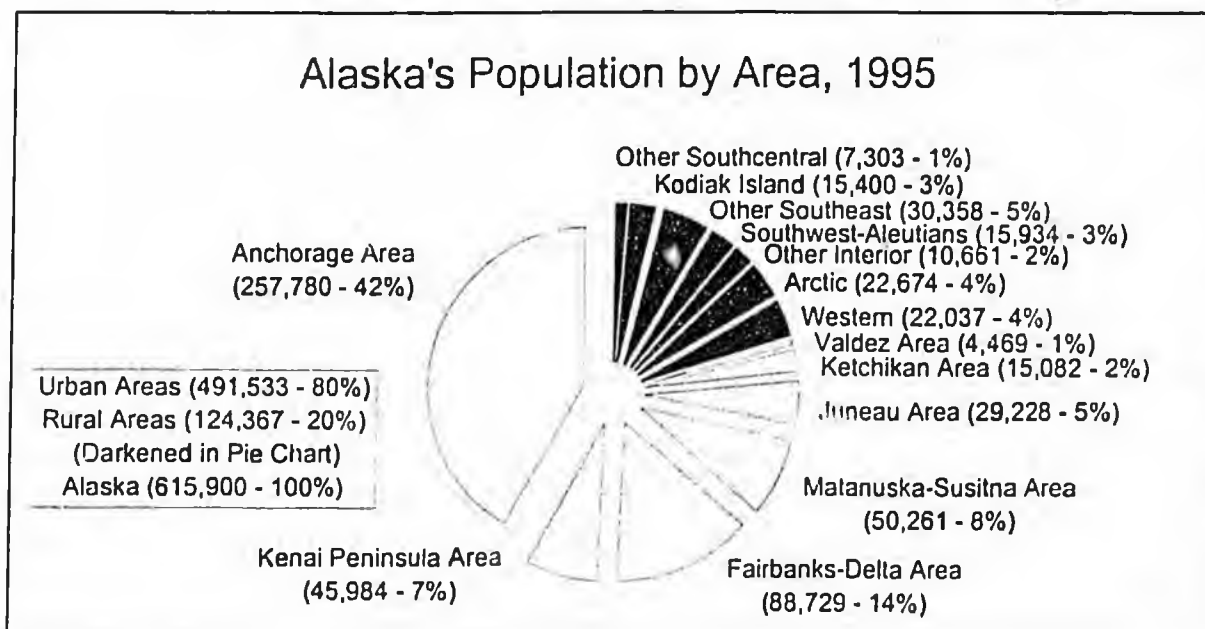 Alaska's Population by Area, 1995
Other Southcentral (7,303 - 1%)
Kodiak Island (15,400 - 3%)
Other Southeast (30,358 - 5%)
Southwest-Aleutians (15,934 - 3%)
Other Interior (10,661 - 2%)
Arctic (22,674 - 4%)
Western (22,037 - 4%)
Valdez Area (4,469 - 1%)
Ketchikan Area (15,082 - 2%)
Juneau Area (29,228 - 5%)
Matanuska-Susitna Area
(50,261 - 8%)
Fairbanks-Delta Area
(88,729 - 14%)
Kenai Peninsula Area
(45,984 - 7%)
Anchorage Area
(257,780 - 42%)
Urban Areas (491,533 - 80%)
Rural Areas (124,367 - 20%)
(Darkened in Pie Chart)
Alaska (615,900 - 100%)